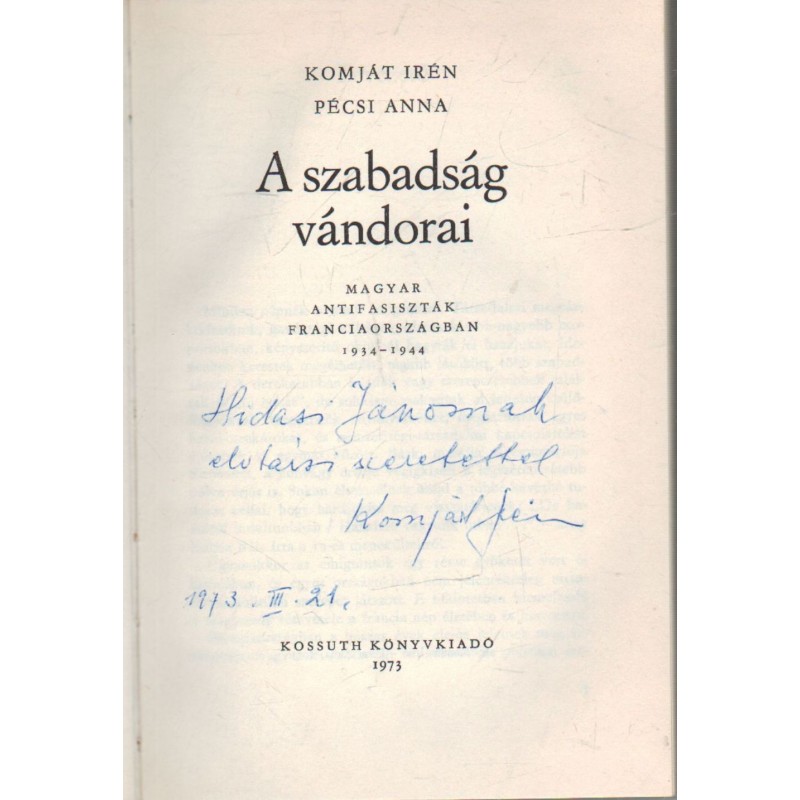 KOMJÁT IRÉN
PÉCSI ANNA
A szabadság
vándorai
MAGYAR
ANTIFASISZTÁK
FRANCIAORSZÁGBAN
1934-1944
Hidasi Jánosnak
elvtársi szeretettel
Komját Irén
1973. III. 21.
KOSSUTH KÖNYVKIADÓ
1973